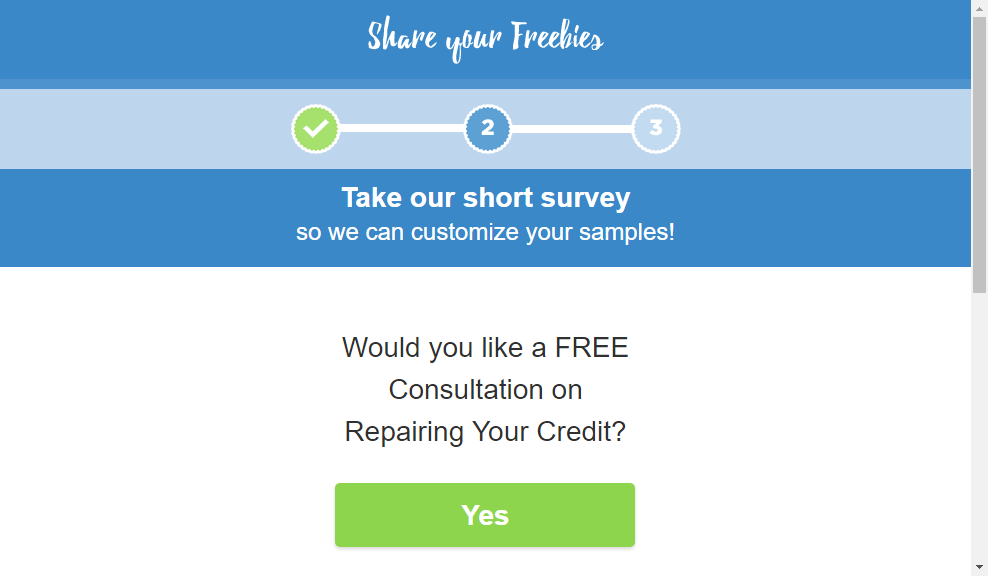 Share your Freebies
2
3
Take our short survey
so we can customize your samples!
Would you like a FREE
Consultation on
Repairing Your Credit?
Yes